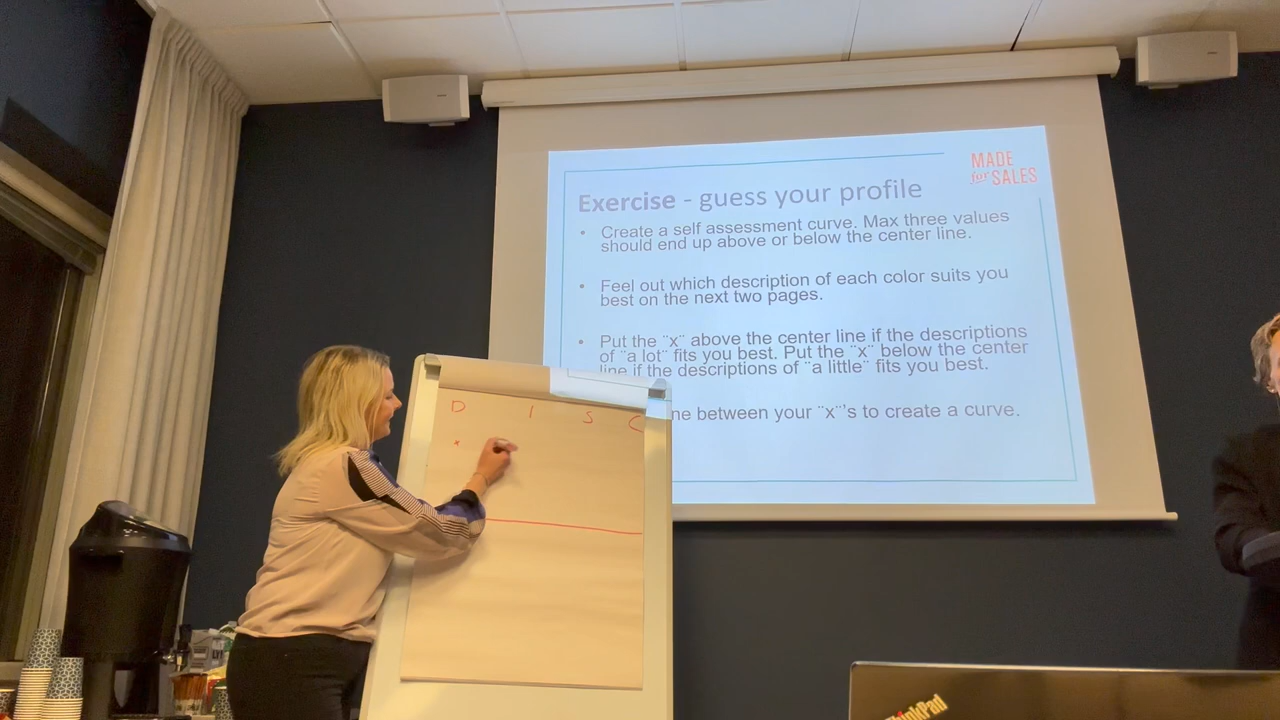 MADE
for SALES
Exercise - guess your profile
• Create a self assessment curve. Max three values
should end up above or below the center line.
• Feel out which description of each color suits you
best on the next two pages.
• Put the ¨x¨ above the center line if the descriptions
of ¨a lot¨ fits you best. Put the ¨x¨ below the center
line if the descriptions of ¨a little¨ fits you best.
ne between your ¨x¨'s to create a curve.
D I S C
x
ThinkPad